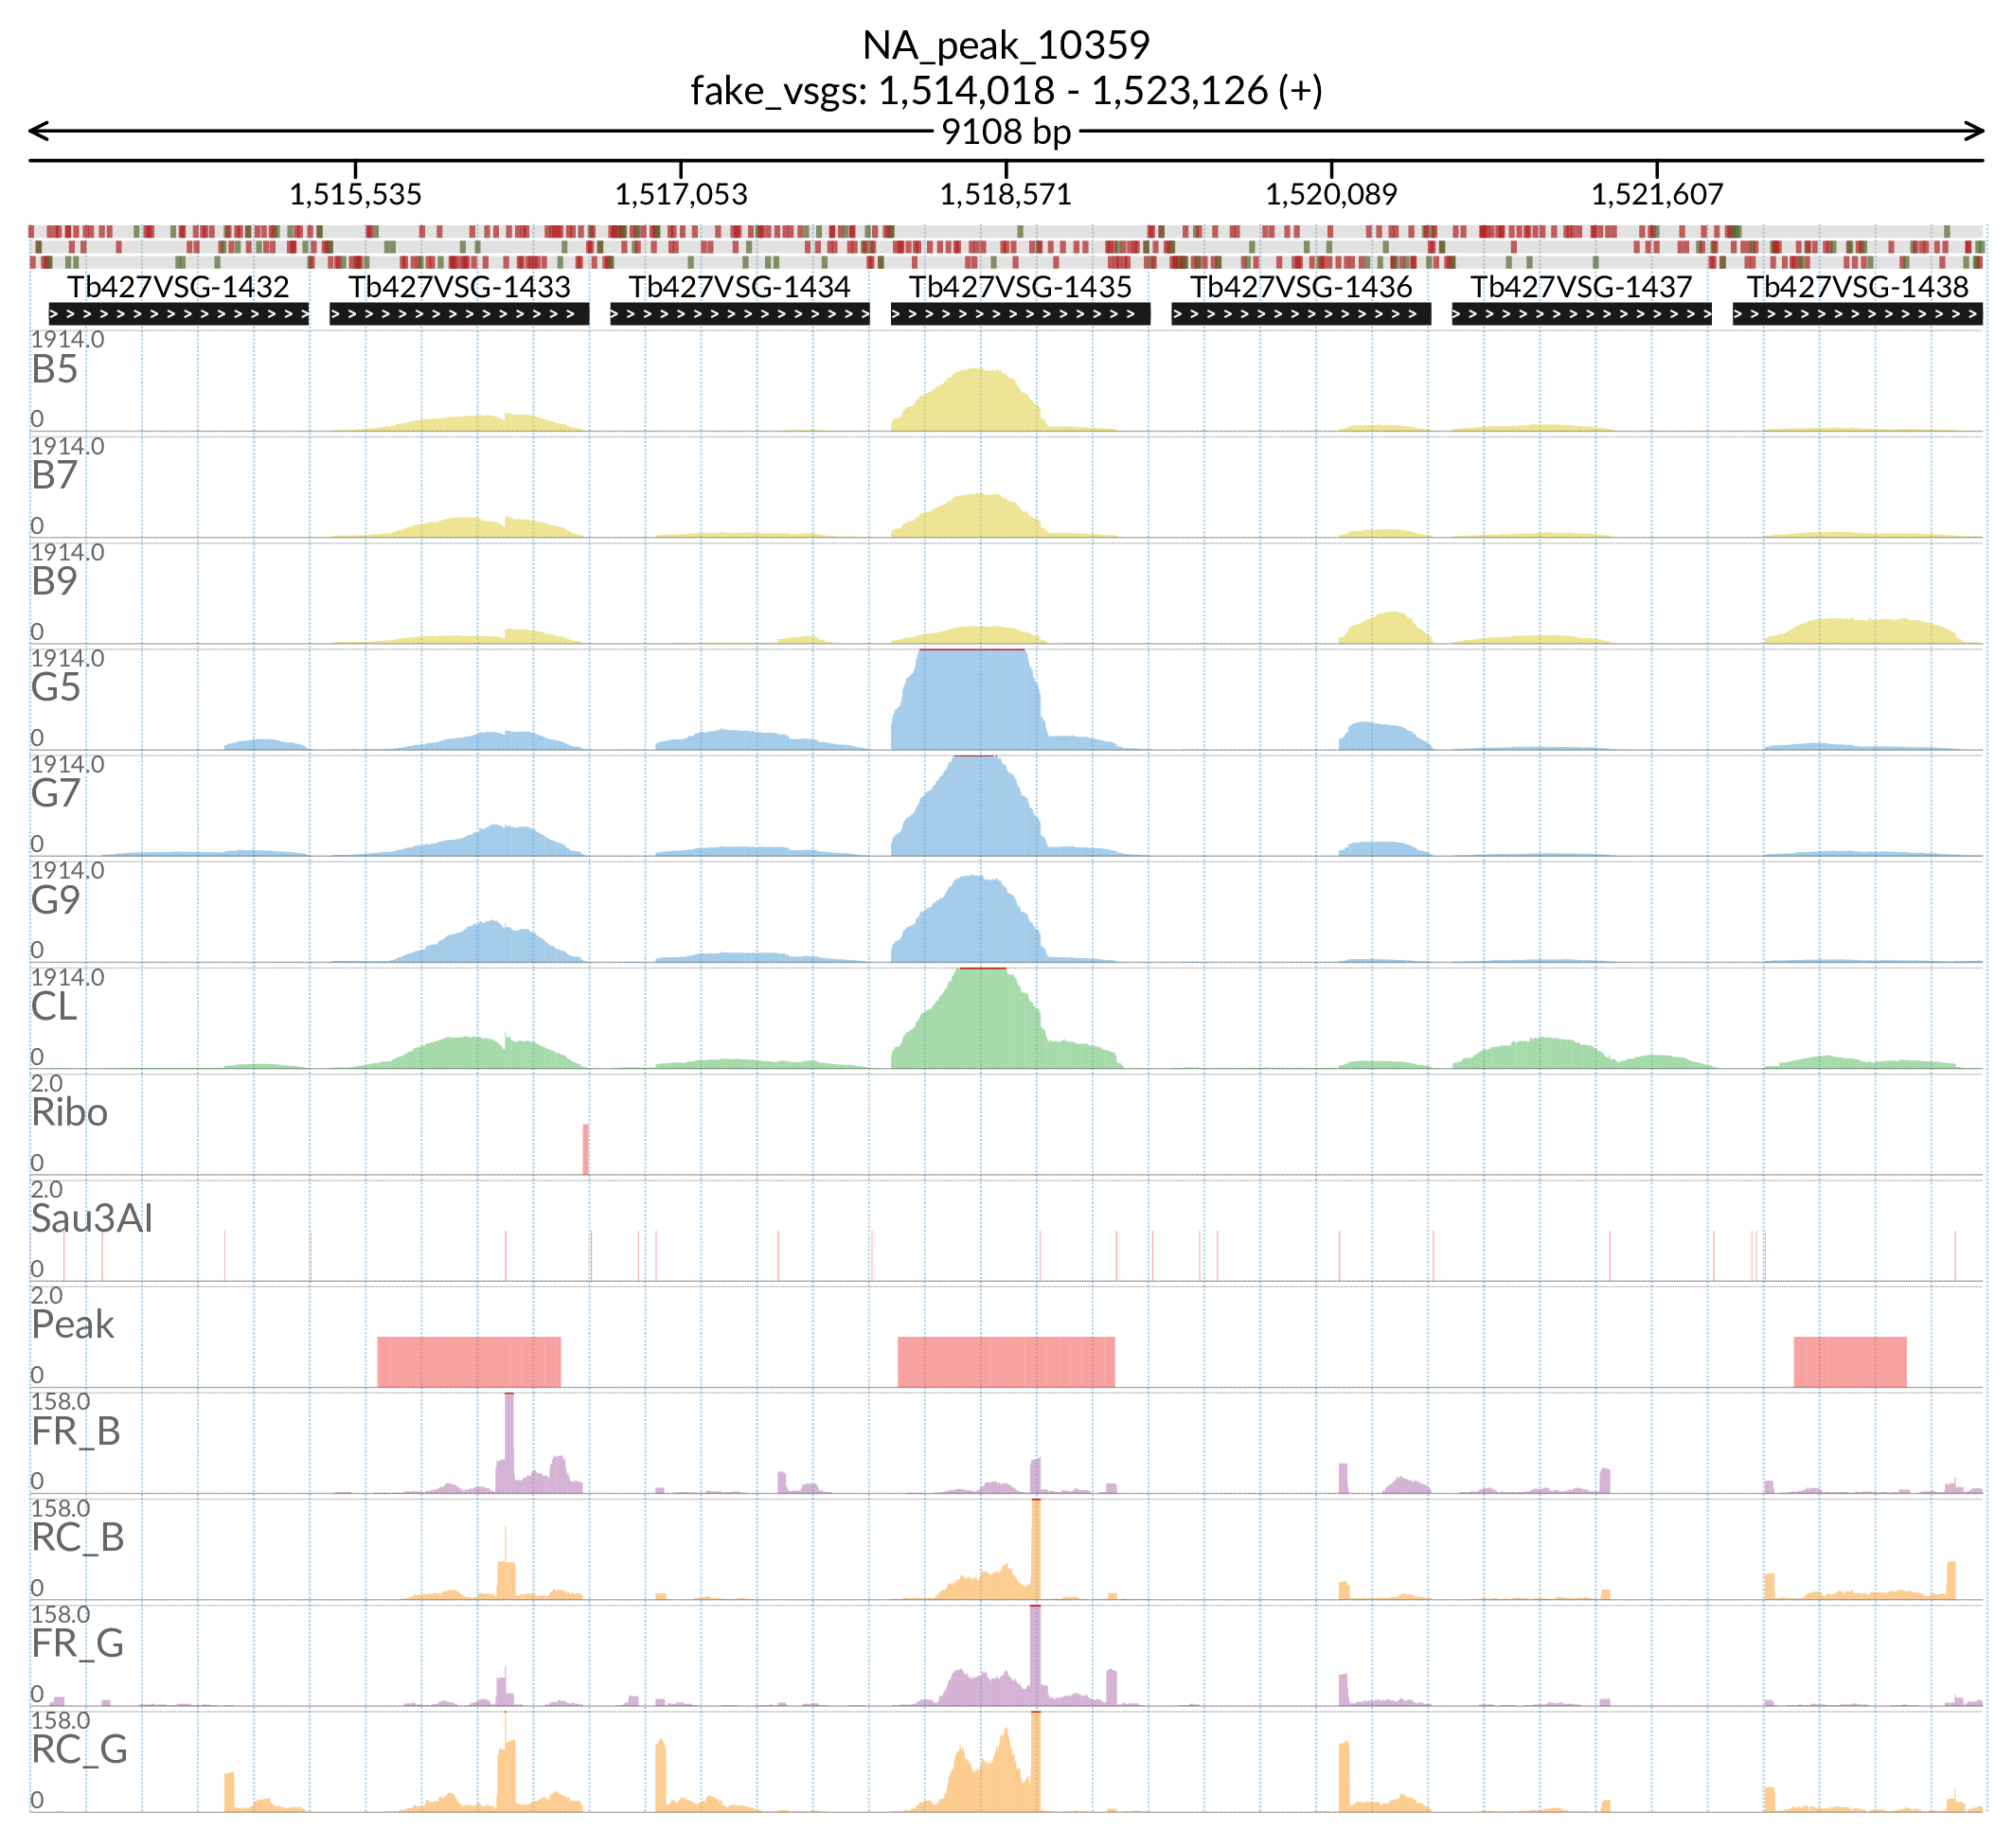 NA_peak_10359
fake_vsgs: 1,514,018 - 1,523,126 (+)
9108 bp
1,515,535 1,517,053 1,518,571 1,520,089 1,521,607
Tb427VSG-1432 Tb427VSG-1433 Tb427VSG-1434 Tb427VSG-1435 Tb427VSG-1436 Tb427VSG-1437 Tb427VSG-1438
1914.0
B5
0
1914.0
B7
0
1914.0
B9
0
1914.0
G5
0
1914.0
G7
0
1914.0
G9
0
1914.0
CL
0
2.0
Ribo
0
2.0
Sau3AI
0
2.0
Peak
0
158.0
FR_B
0
158.0
RC_B
0
158.0
FR_G
0
158.0
RC_G
0